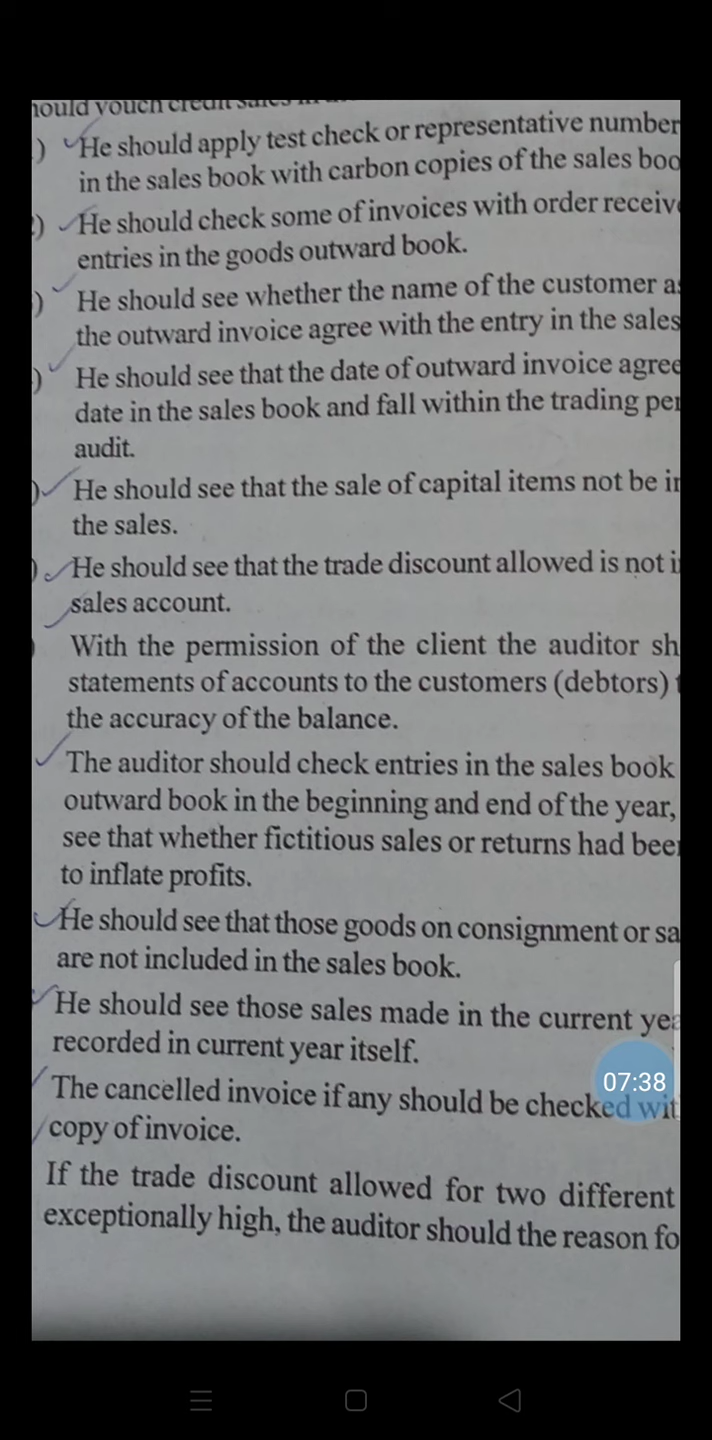 hould vouch credit sales in
) He should apply test check or representative number
in the sales book with carbon copies of the sales boo
) He should check some of invoices with order receive
entries in the goods outward book.
) He should see whether the name of the customer as
the outward invoice agree with the entry in the sales
) He should see that the date of outward invoice agree
date in the sales book and fall within the trading per
audit.
) He should see that the sale of capital items not be in
the sales.
) He should see that the trade discount allowed is not i
sales account.
With the permission of the client the auditor sh
statements of accounts to the customers (debtors) t
the accuracy of the balance.
The auditor should check entries in the sales book
outward book in the beginning and end of the year,
see that whether fictitious sales or returns had bee
to inflate profits.
He should see that those goods on consignment or sa
are not included in the sales book.
He should see those sales made in the current yea
recorded in current year itself.
07:38
The cancelled invoice if any should be checked wit
copy of invoice.
If the trade discount allowed for two different
exceptionally high, the auditor should the reason fo